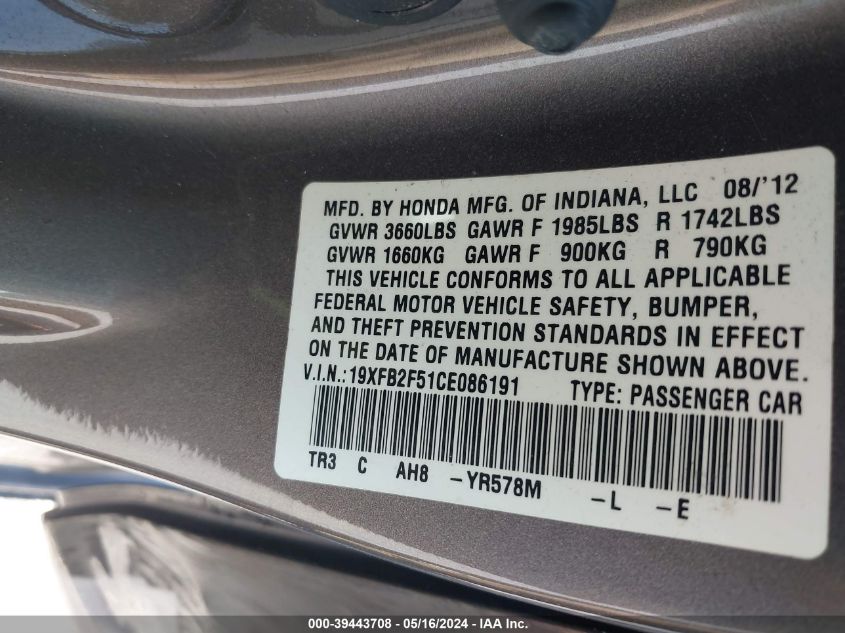 MFD. BY HONDA MFG. OF INDIANA, LLC 08/'12
GVWR 3660LBS GAWR F 1985LBS R 1742LBS
GVWR 1660KG GAWR F 900KG R 790KG
THIS VEHICLE CONFORMS TO ALL APPLICABLE
FEDERAL MOTOR VEHICLE SAFETY, BUMPER,
AND THEFT PREVENTION STANDARDS IN EFFECT
ON THE DATE OF MANUFACTURE SHOWN ABOVE.
V.I.N.:19XFB2F51CE086191 TYPE: PASSENGER CAR
TR3 C AH8 -YR578M -L -E
000-39443708 - 05/16/2024 - IAA Inc.